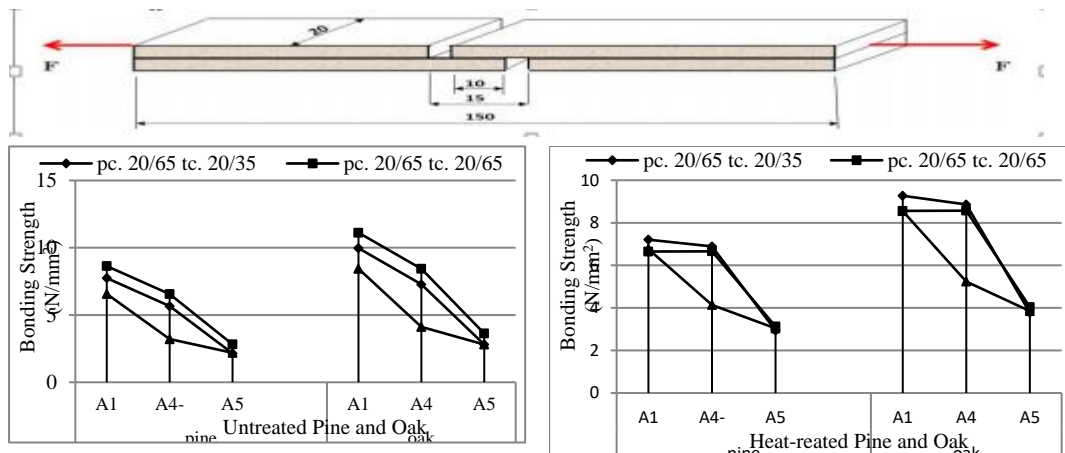 20
F
F
10
15
150
pc. 20/65 tc. 20/35
pc. 20/65 tc. 20/65
15
10
5
0
Bonding Strength
(N/mm²)
A1
A4-
A5
A1
A4
A5
pine
oak
Untreated Pine and Oak
pc. 20/65 tc. 20/35
pc. 20/65 tc. 20/65
10
8
6
4
2
0
Bonding Strength
(N/mm²)
A1
A4-
A5
A1
A4
A5
pine
oak
Heat-reated Pine and Oak